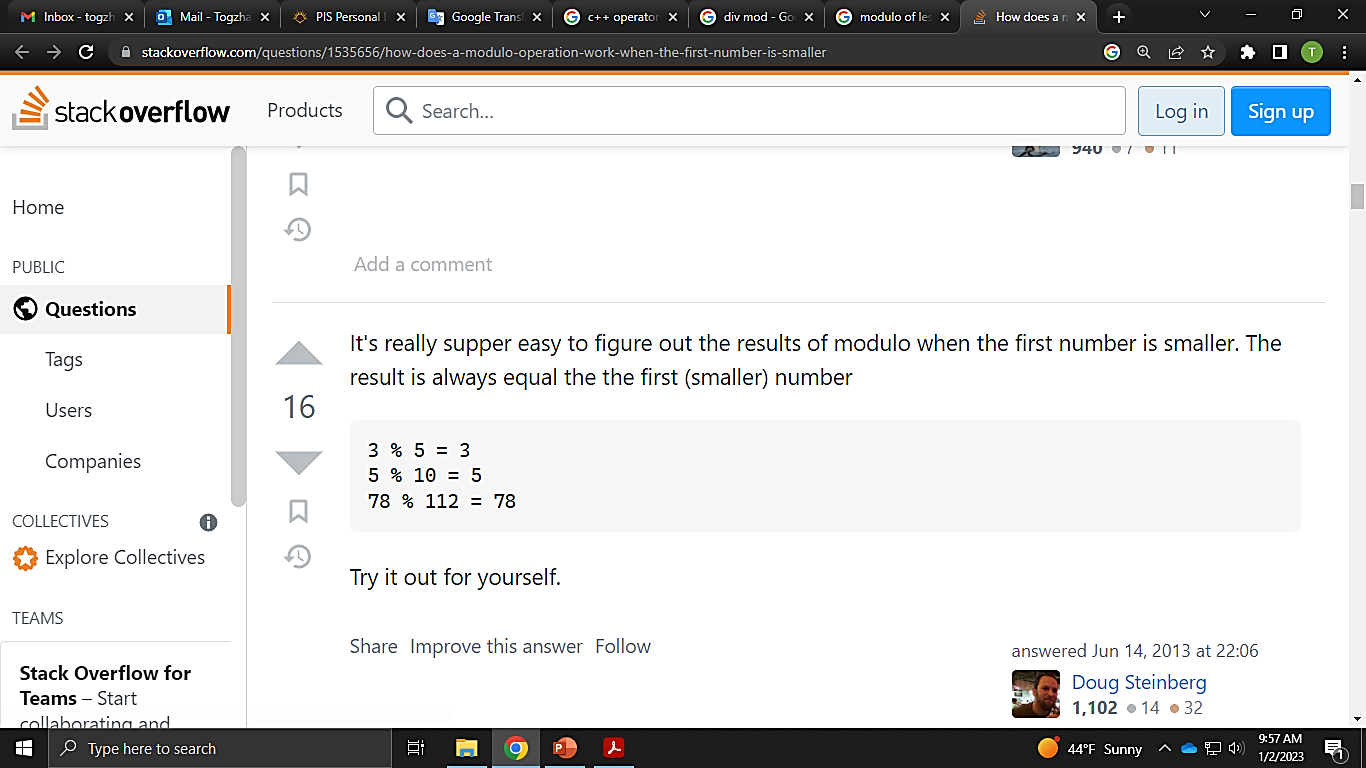 Inbox - togzh
Mail - Togzha
PIS Personal
Google Transl
c++ operator
div mod - Goo
modulo of les
How does a m
stackoverflow.com/questions/1535656/how-does-a-modulo-operation-work-when-the-first-number-is-smaller
T
stackoverflow
Products
Search...
Log in
Sign up
940 7 11
Home
PUBLIC
Questions
Tags
Users
Companies
COLLECTIVES
Explore Collectives
TEAMS
Stack Overflow for
Teams – Start
collaborating and
Add a comment
It's really supper easy to figure out the results of modulo when the first number is smaller. The
result is always equal the the first (smaller) number
16
3 % 5 = 3
5 % 10 = 5
78 % 112 = 78
Try it out for yourself.
Share Improve this answer Follow
answered Jun 14, 2013 at 22:06
Doug Steinberg
1,102 14 32
Type here to search
44°F Sunny
9:57 AM
1/2/2023
1